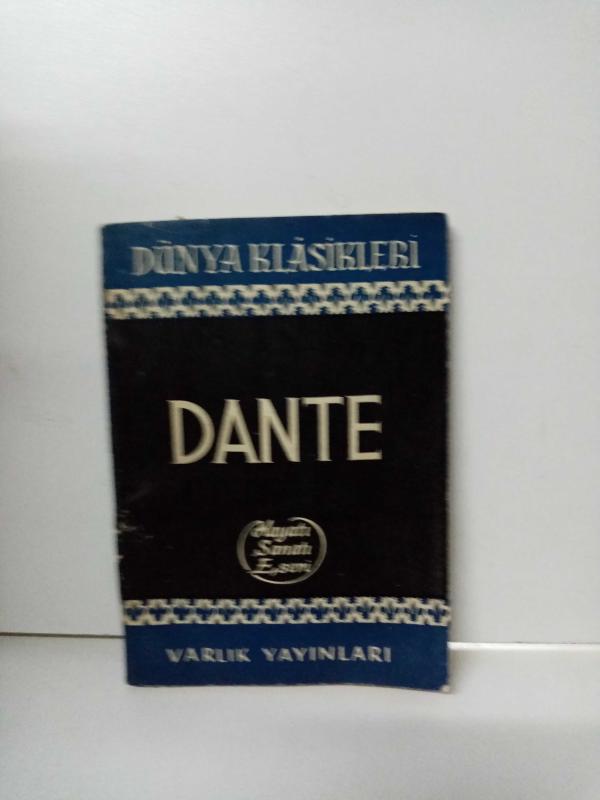 DÜNYA KLÂSİKLERİ
DANTE
Hayatı
Sanatı
Eseri
VARLIK YAYINLARI